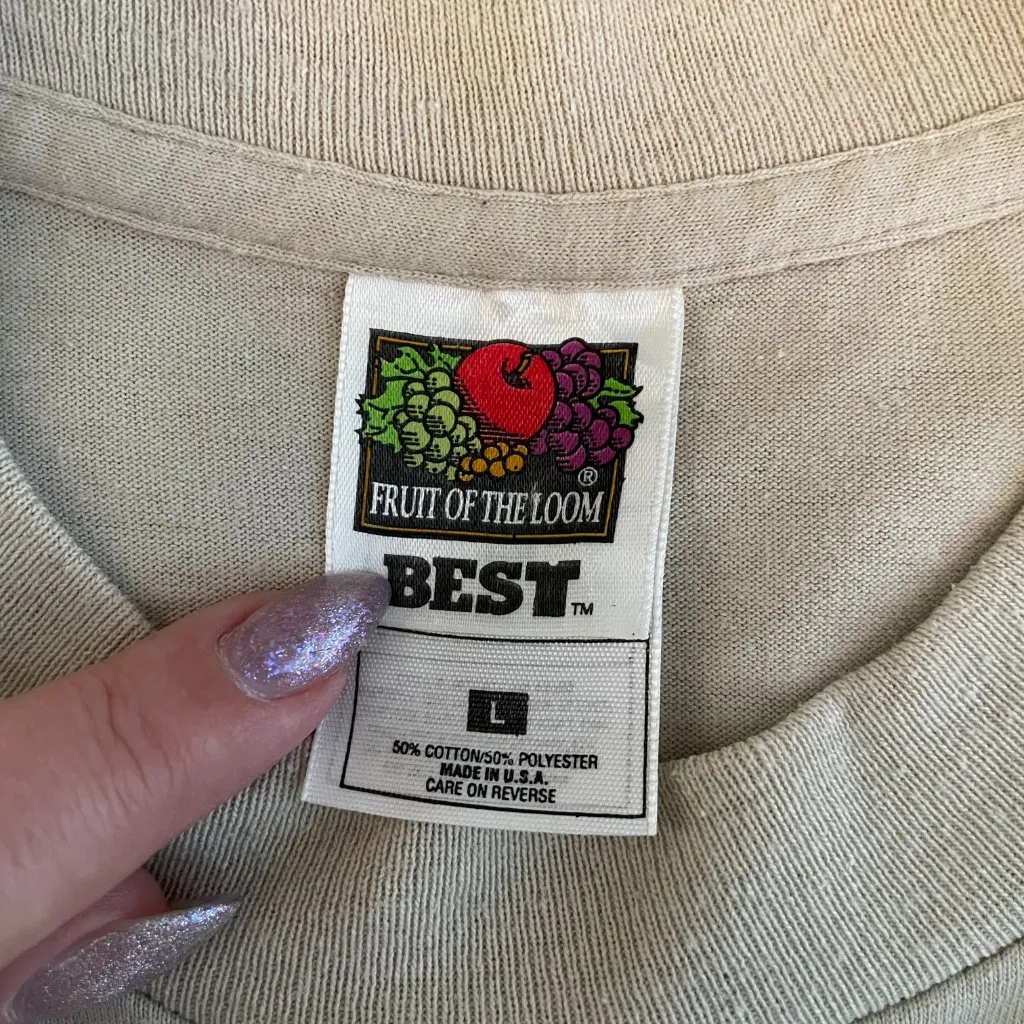 ®
FRUIT OF THE LOOM
BEST™
L
50% COTTON/50% POLYESTER
MADE IN U.S.A.
CARE ON REVERSE